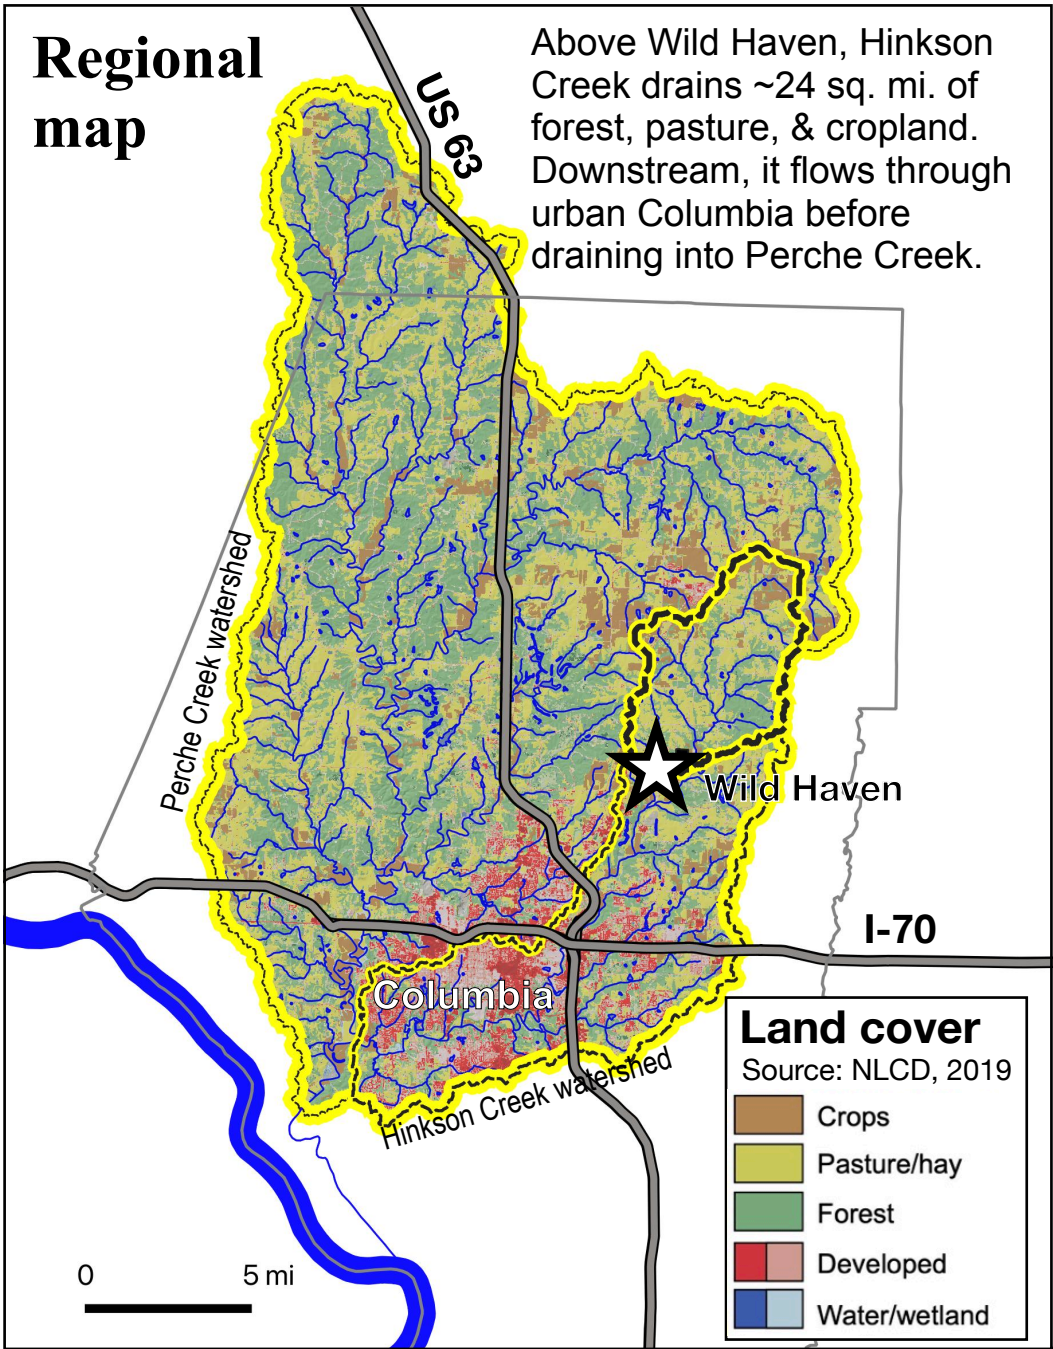 Regional
map
Above Wild Haven, Hinkson
Creek drains ~24 sq. mi. of
forest, pasture, & cropland.
Downstream, it flows through
urban Columbia before
draining into Perche Creek.
US 63
Perche Creek watershed
Wild Haven
I-70
Columbia
Hinkson Creek watershed
Land cover
Source: NLCD, 2019
Crops
Pasture/hay
Forest
Developed
Water/wetland
0 5 mi